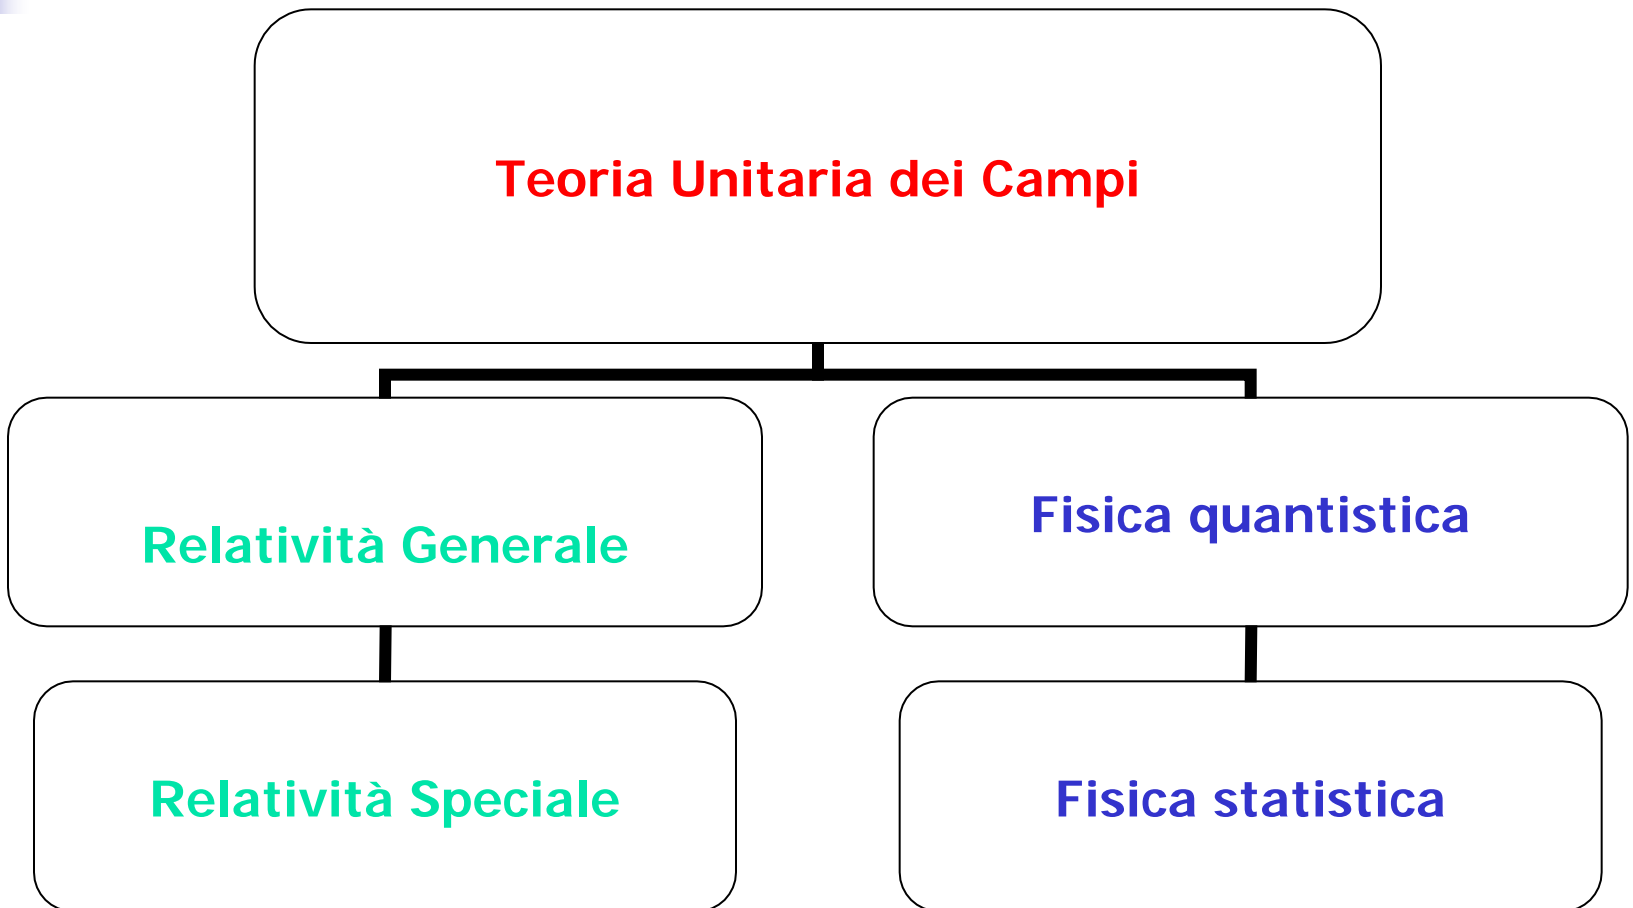 Teoria Unitaria dei Campi
Relatività Generale
Fisica quantistica
Relatività Speciale
Fisica statistica